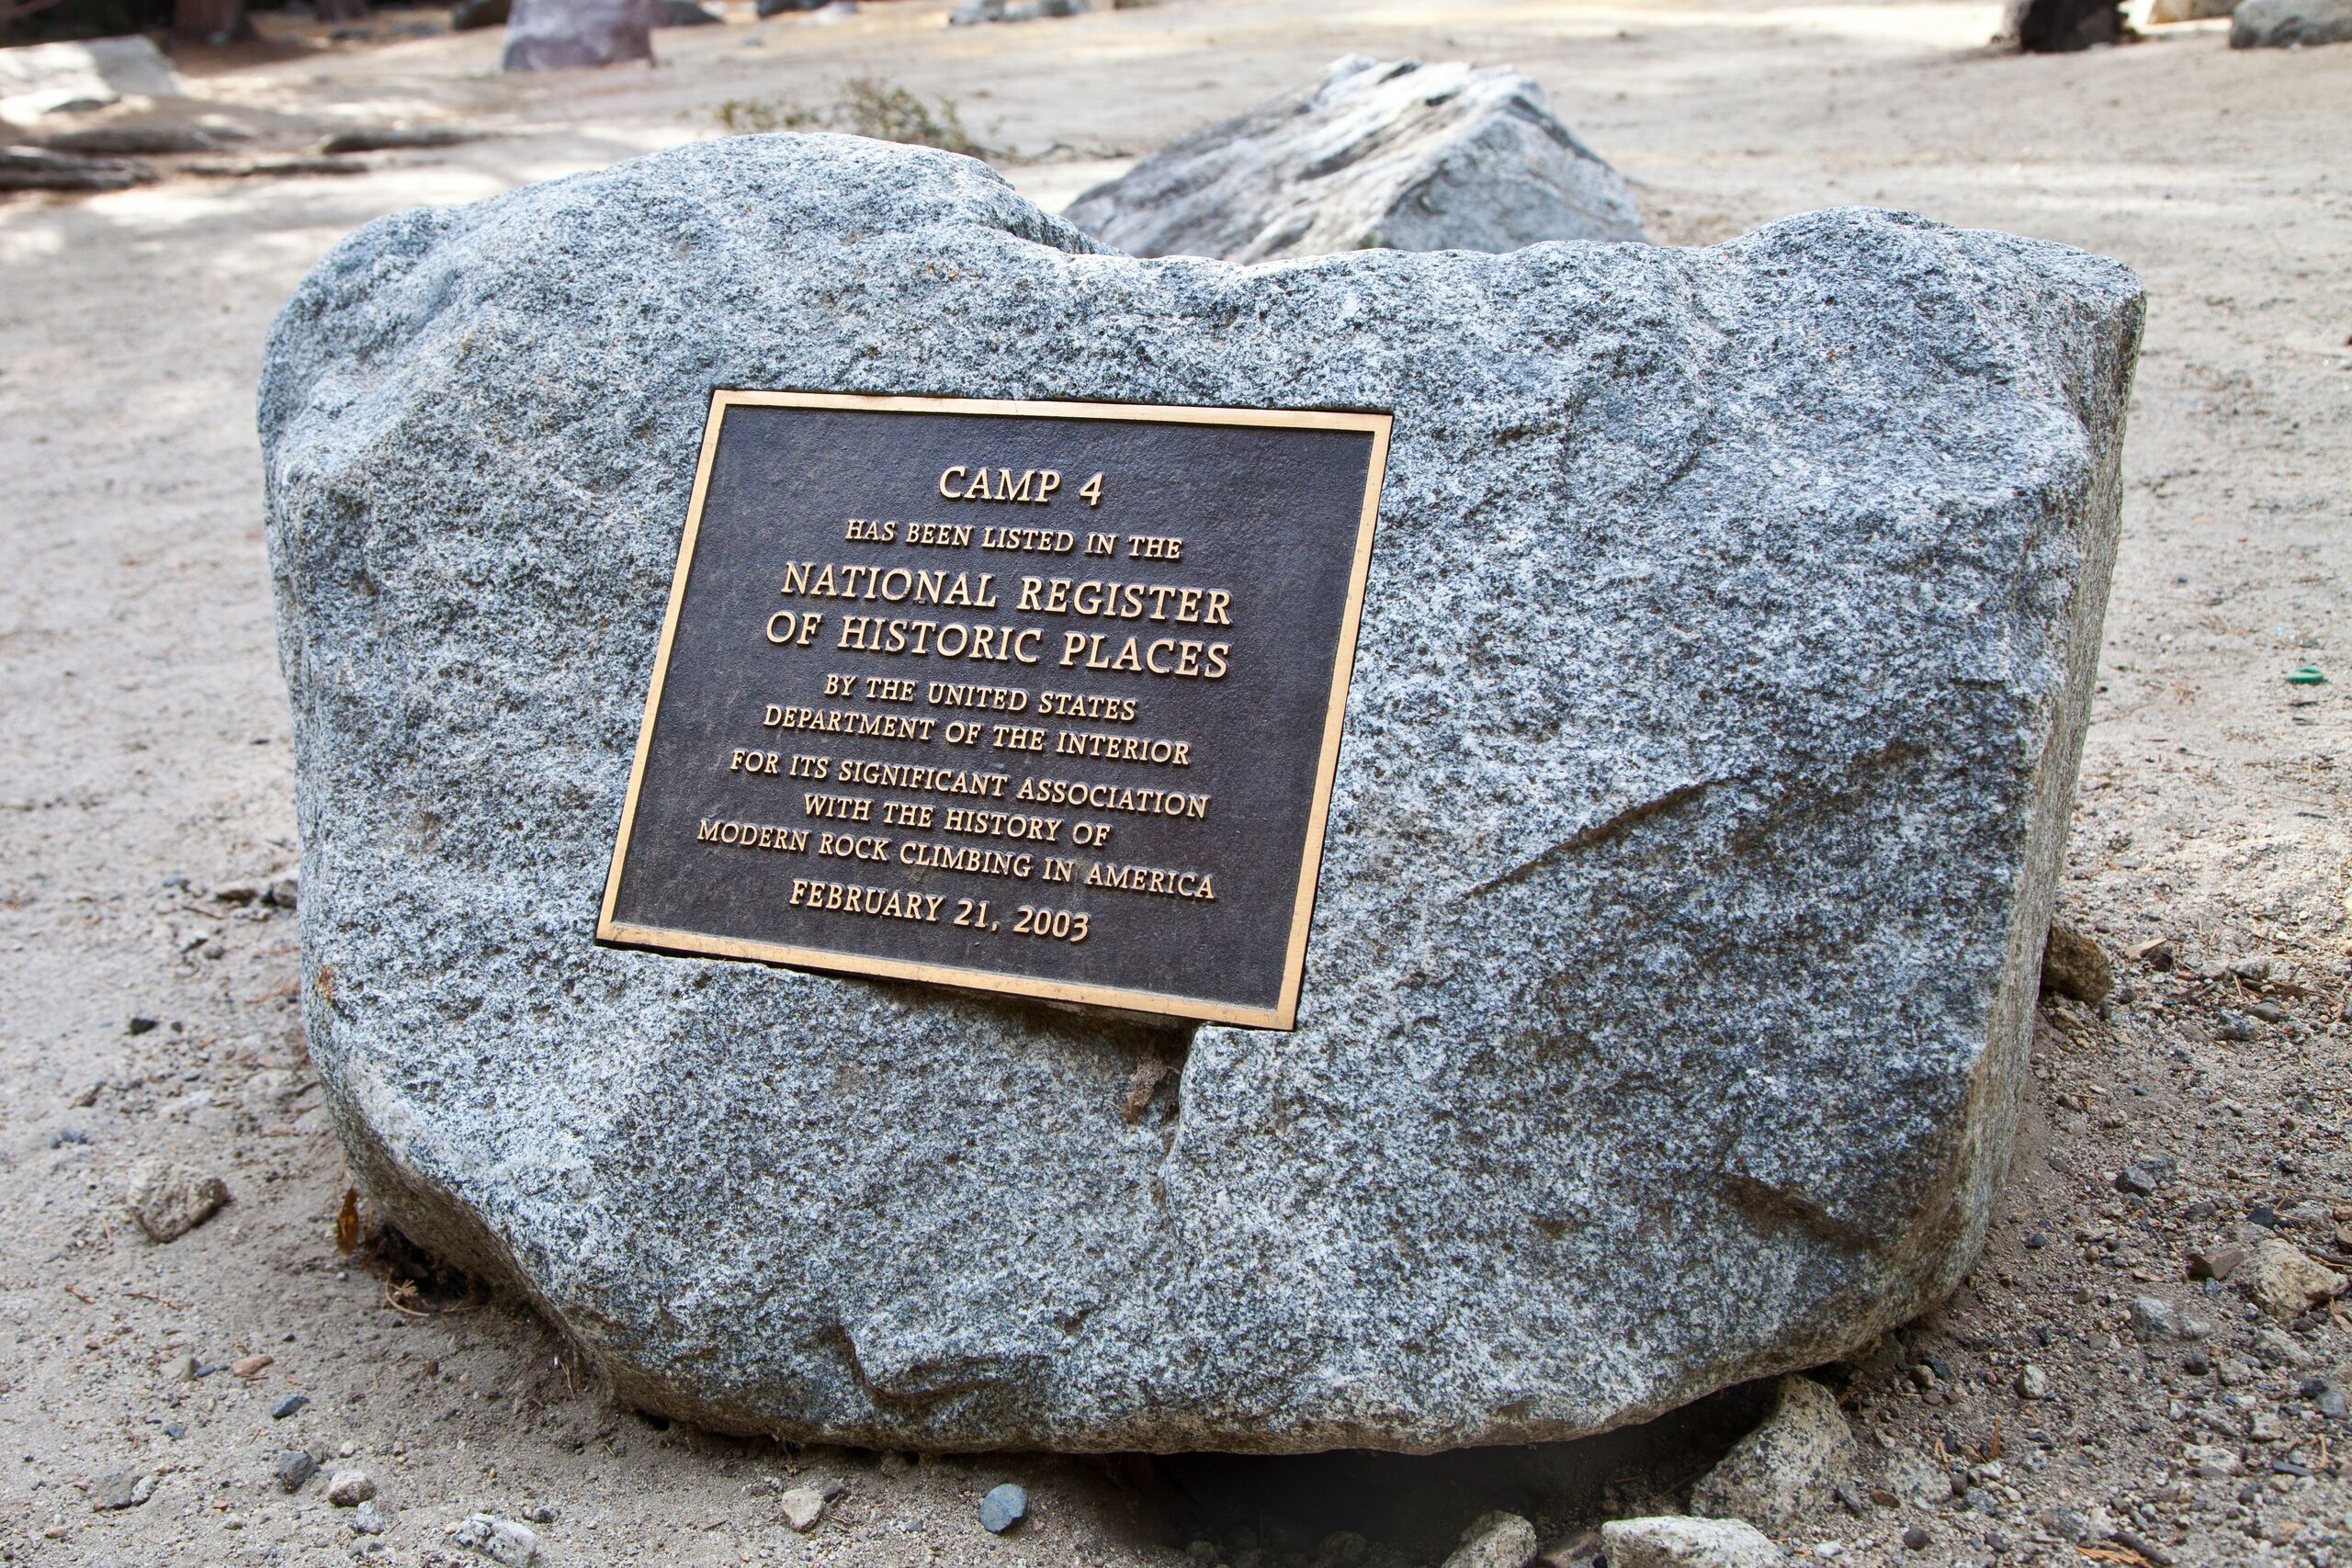 CAMP 4
HAS BEEN LISTED IN THE
NATIONAL REGISTER
OF HISTORIC PLACES
BY THE UNITED STATES
DEPARTMENT OF THE INTERIOR
FOR ITS SIGNIFICANT ASSOCIATION
WITH THE HISTORY OF
MODERN ROCK CLIMBING IN AMERICA
FEBRUARY 21, 2003